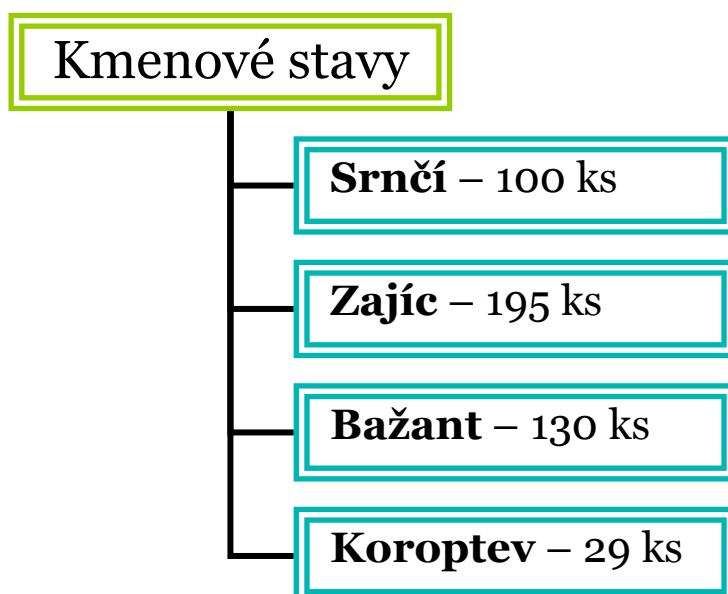 Kmenové stavy
Srnčí – 100 ks
Zajíc – 195 ks
Bažant – 130 ks
Koroptev – 29 ks